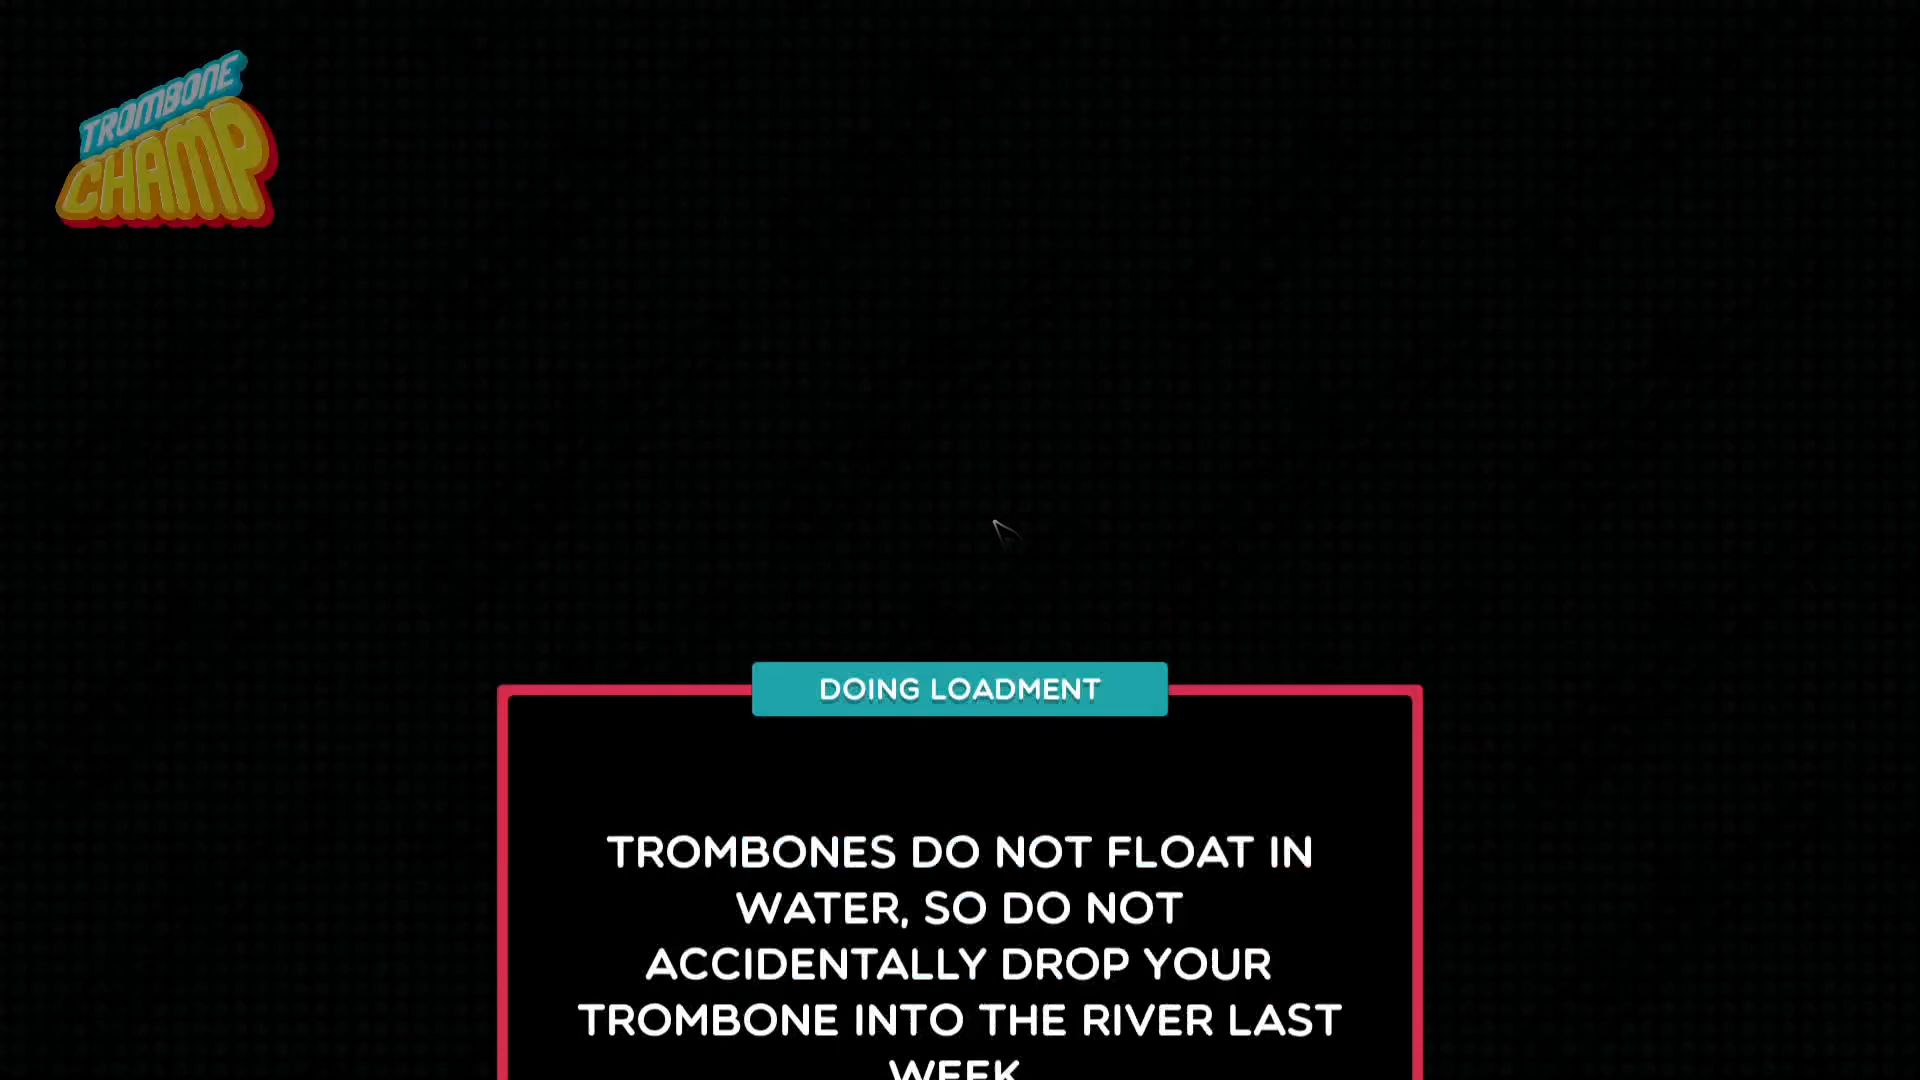 TROMBONE
CHAMP
DOING LOADMENT
TROMBONES DO NOT FLOAT IN
WATER, SO DO NOT
ACCIDENTALLY DROP YOUR
TROMBONE INTO THE RIVER LAST
WEEK